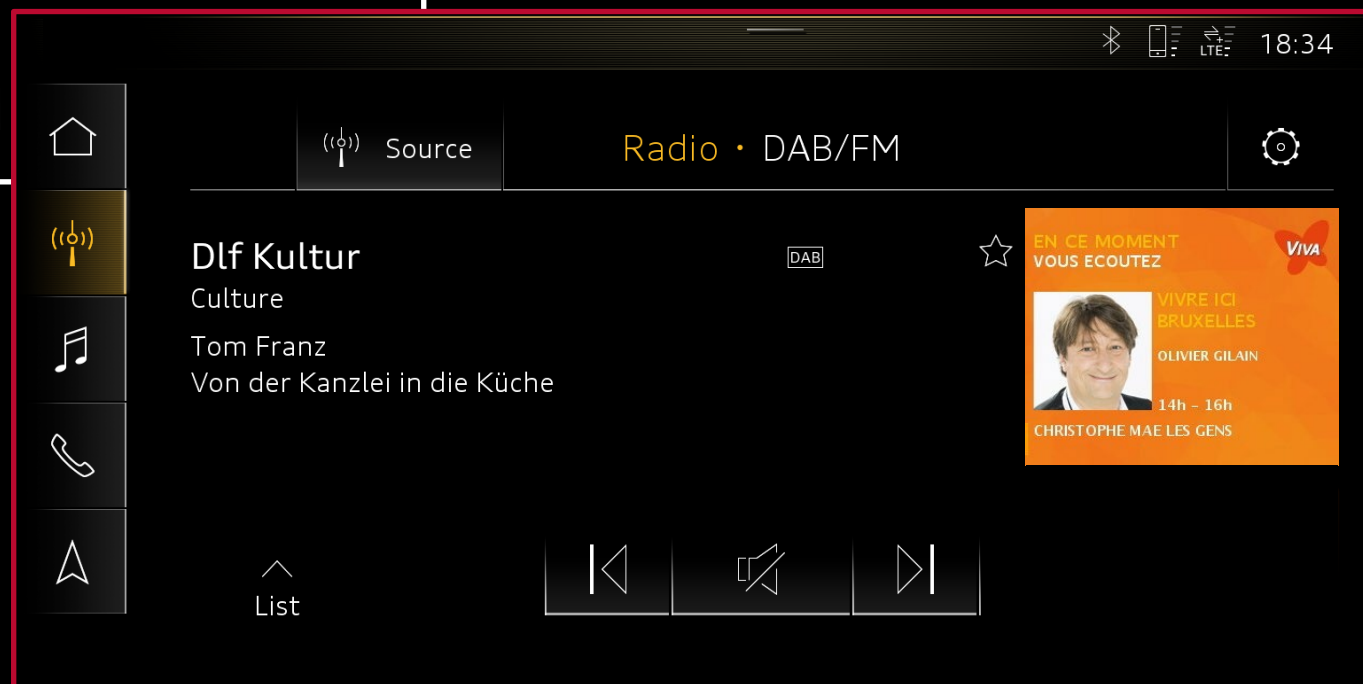 LTE
18:34
Source
Radio • DAB/FM
Dlf Kultur
DAB
Culture
Tom Franz
Von der Kanzlei in die Küche
EN CE MOMENT
VOUS ECOUTEZ
VIVA
VIVRE ICI
BRUXELLES
OLIVIER GILAIN
14h - 16h
CHRISTOPHE MAE LES GENS
List